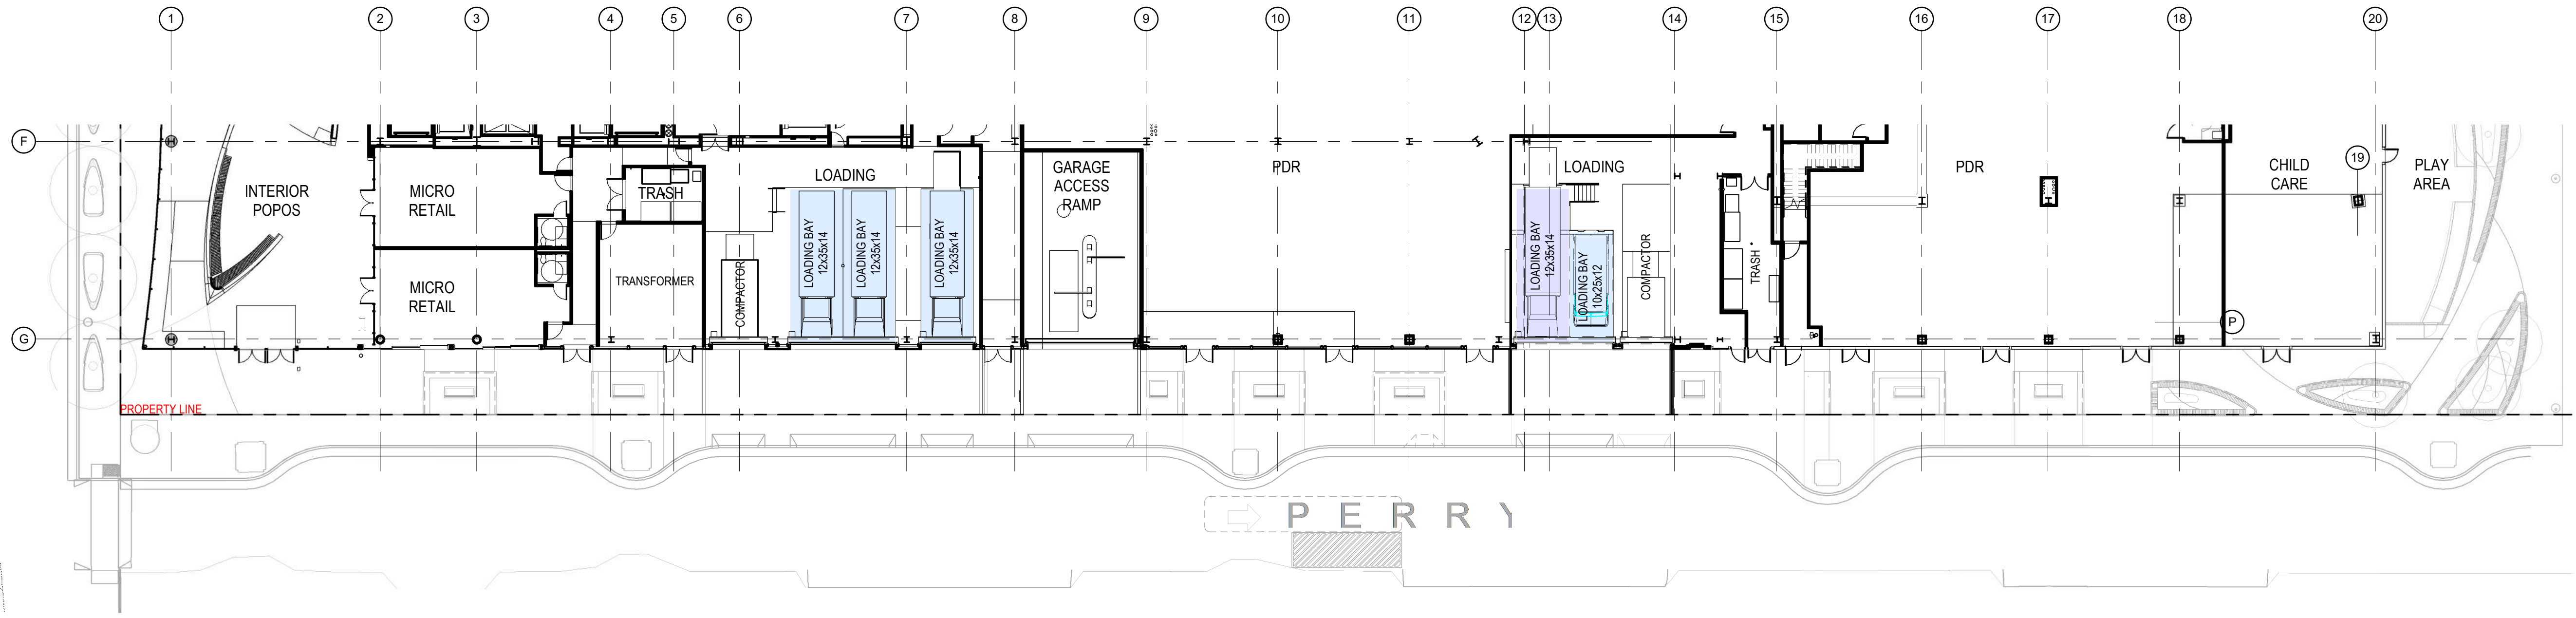 1
2
3
4
5
6
7
8
9
10
11
12
13
14
15
16
17
18
20
F
G
INTERIOR
POPOS
MICRO
RETAIL
MICRO
RETAIL
TRASH
TRANSFORMER
COMPACTOR
LOADING
LOADING BAY
12x35x14
LOADING BAY
12x35x14
LOADING BAY
12x35x14
GARAGE
ACCESS
RAMP
PDR
LOADING
LOADING BAY
12x35x14
LOADING BAY
10x25x12
COMPACTOR
TRASH
PDR
CHILD
CARE
19
P
PLAY
AREA
PROPERTY LINE
PERRY